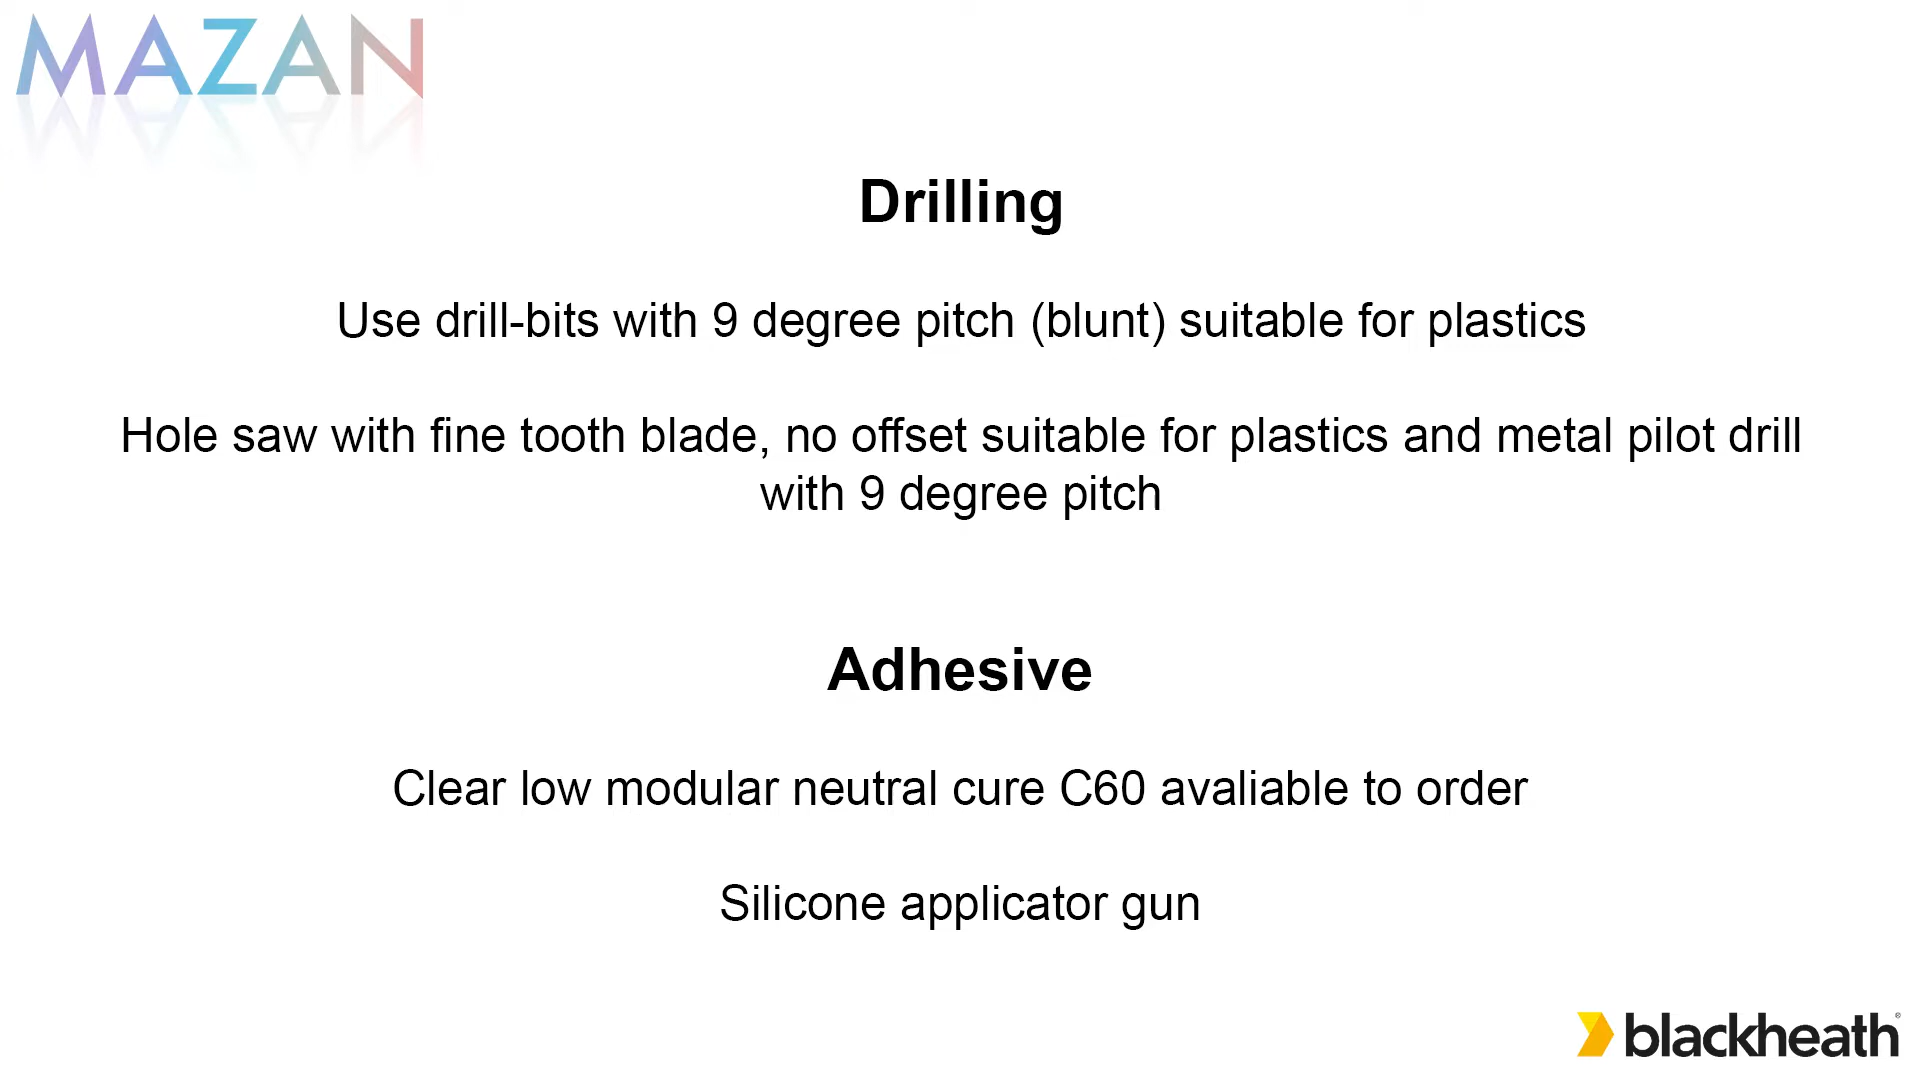 MAZAN
Drilling
Use drill-bits with 9 degree pitch (blunt) suitable for plastics
Hole saw with fine tooth blade, no offset suitable for plastics and metal pilot drill
with 9 degree pitch
Adhesive
Clear low modular neutral cure C60 avaliable to order
Silicone applicator gun
blackheath®